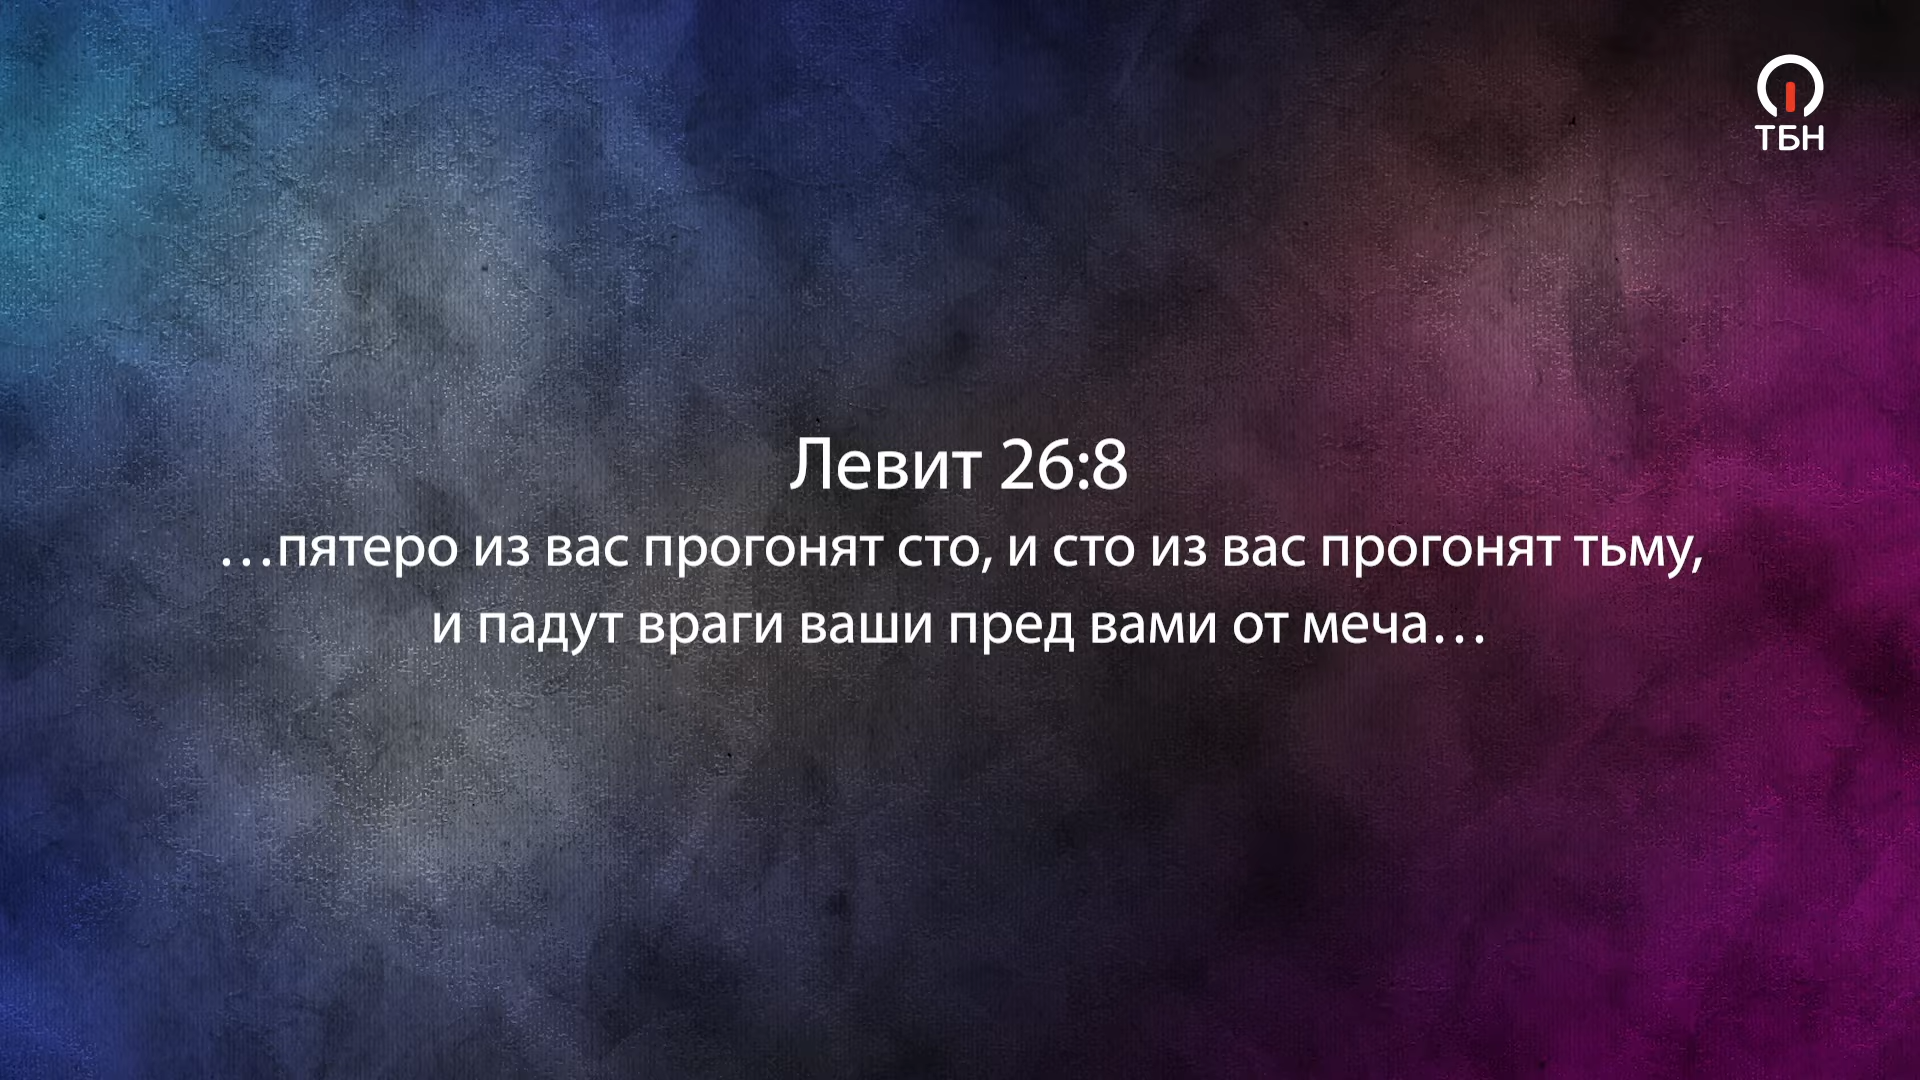 ТБН
Левит 26:8
…пятеро из вас прогонят сто, и сто из вас прогонят тьму,
и падут враги ваши пред вами от меча…